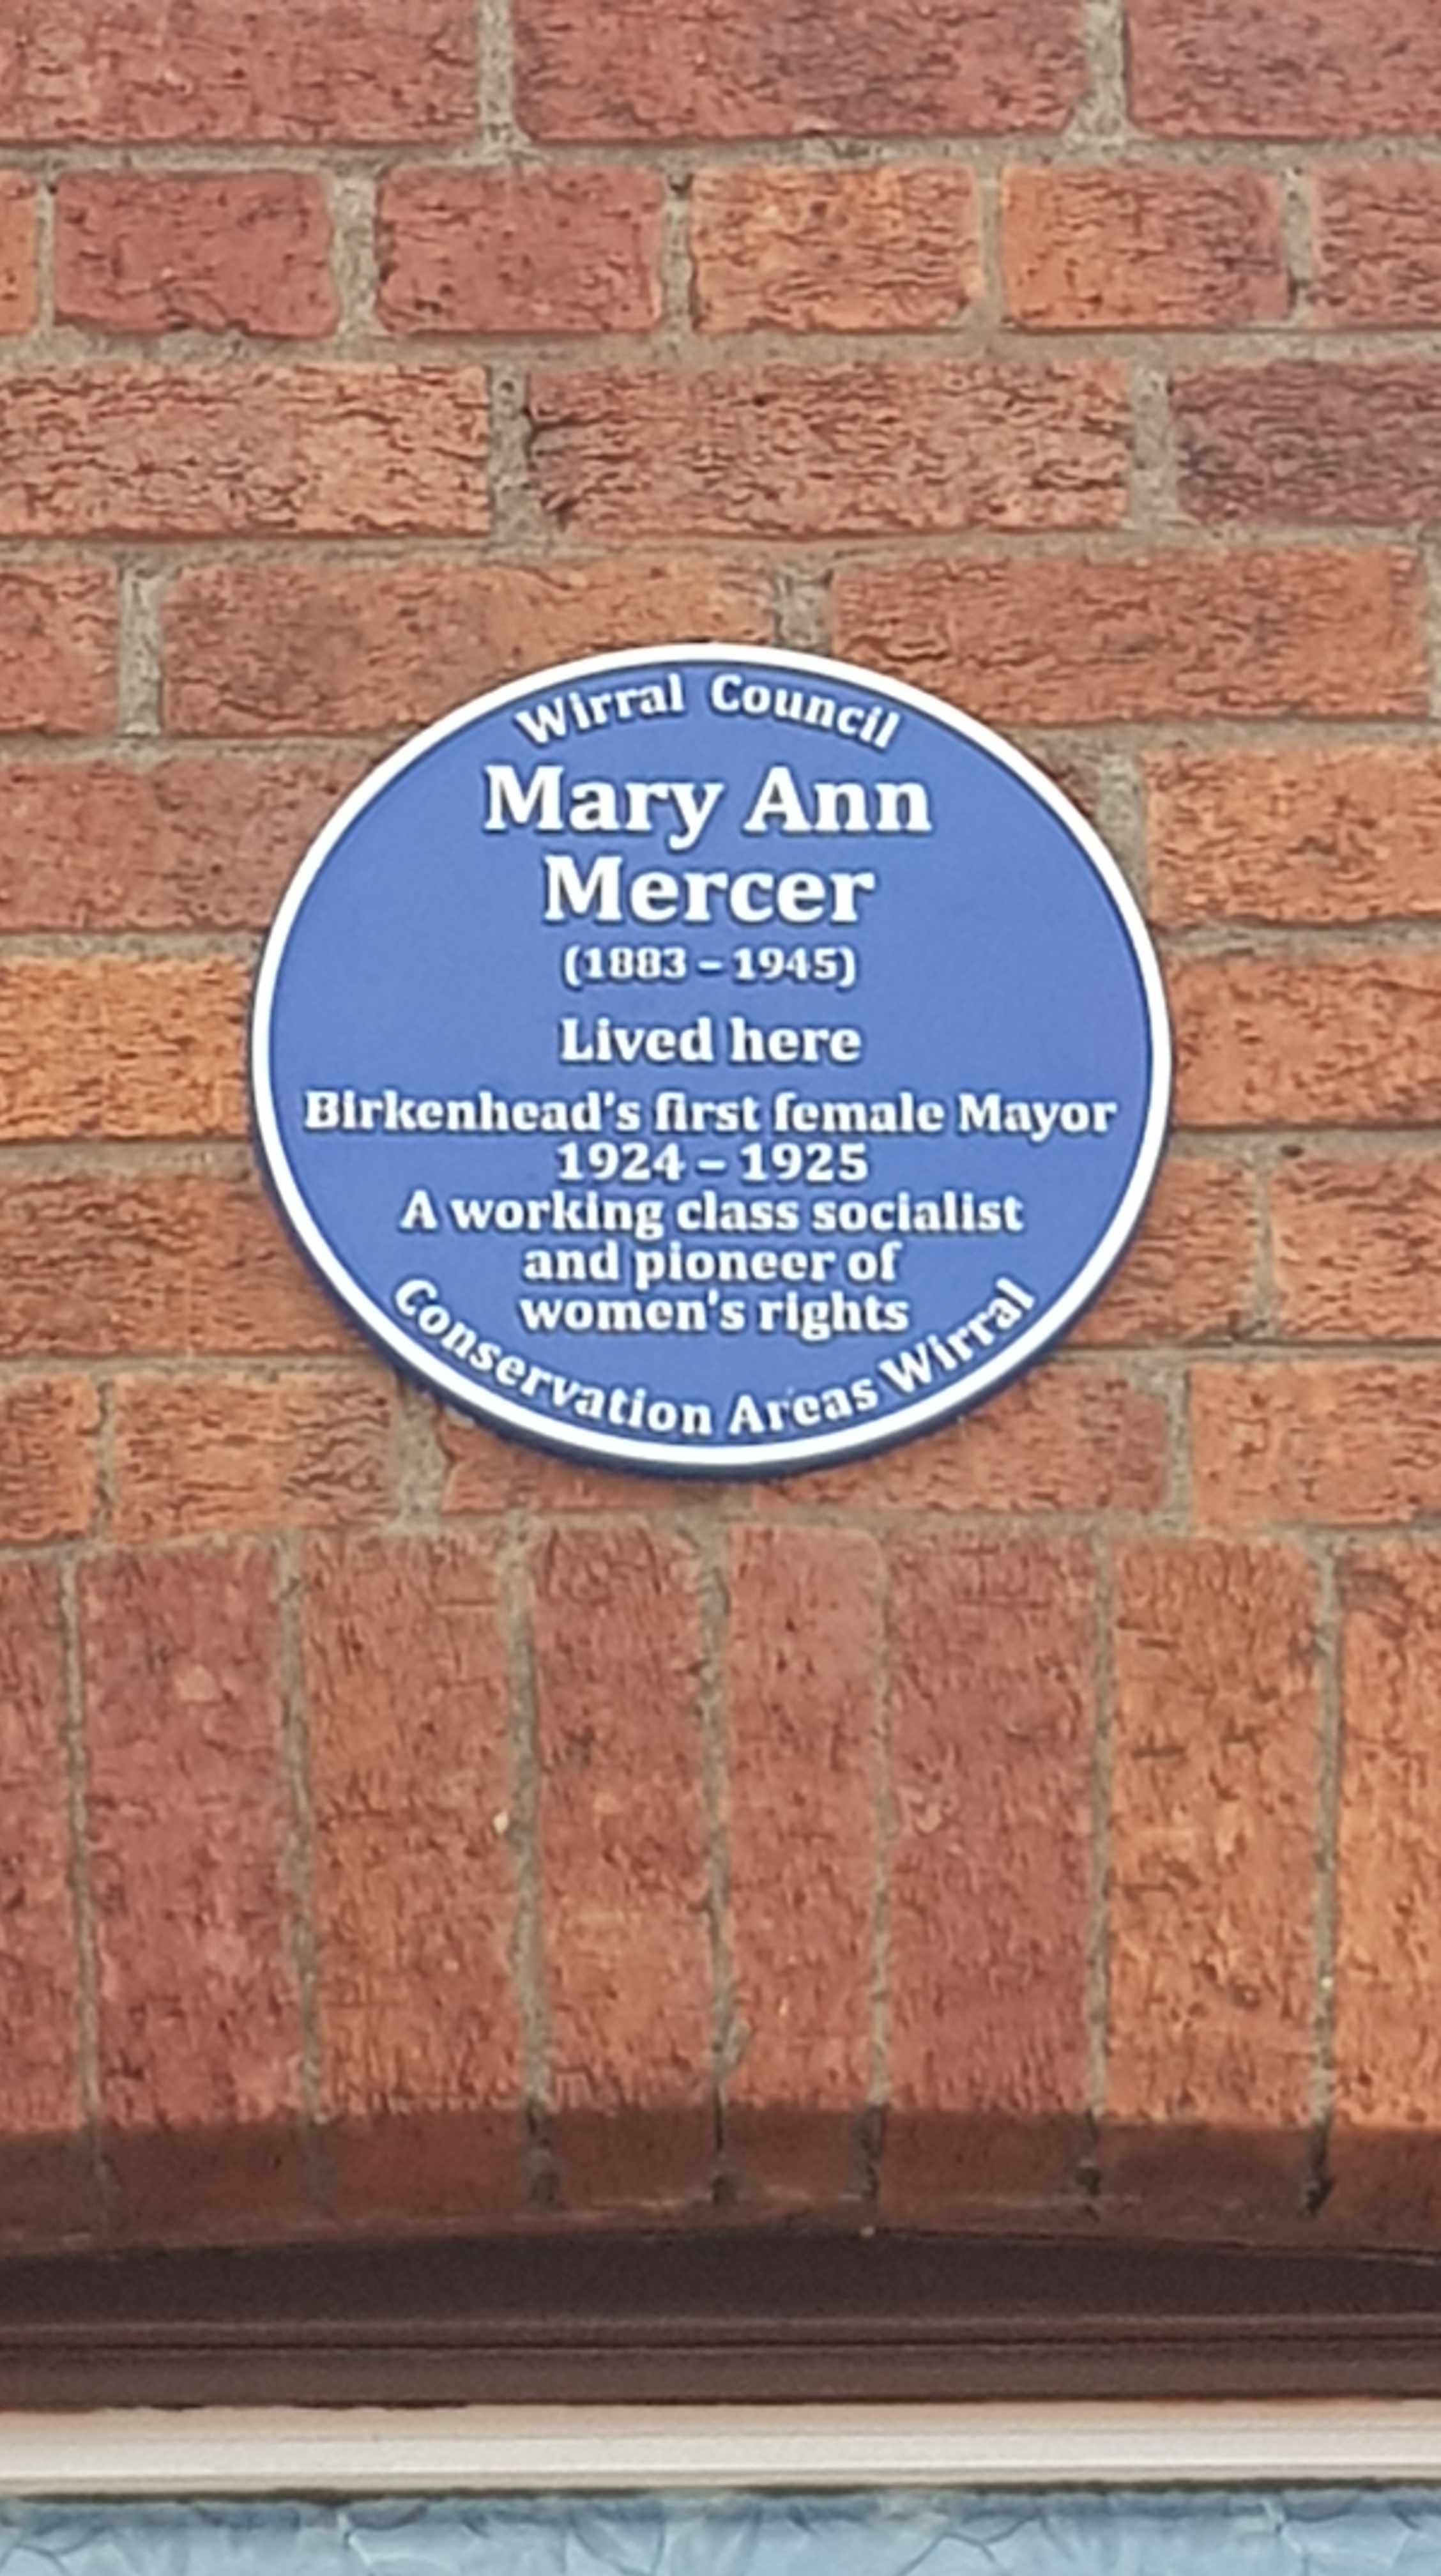 Wirral Council
Mary Ann
Mercer
(1883 – 1945)
Lived here
Birkenhead's first female Mayor
1924 – 1925
A working class socialist
and pioneer of
women's rights
Conservation Areas Wirral